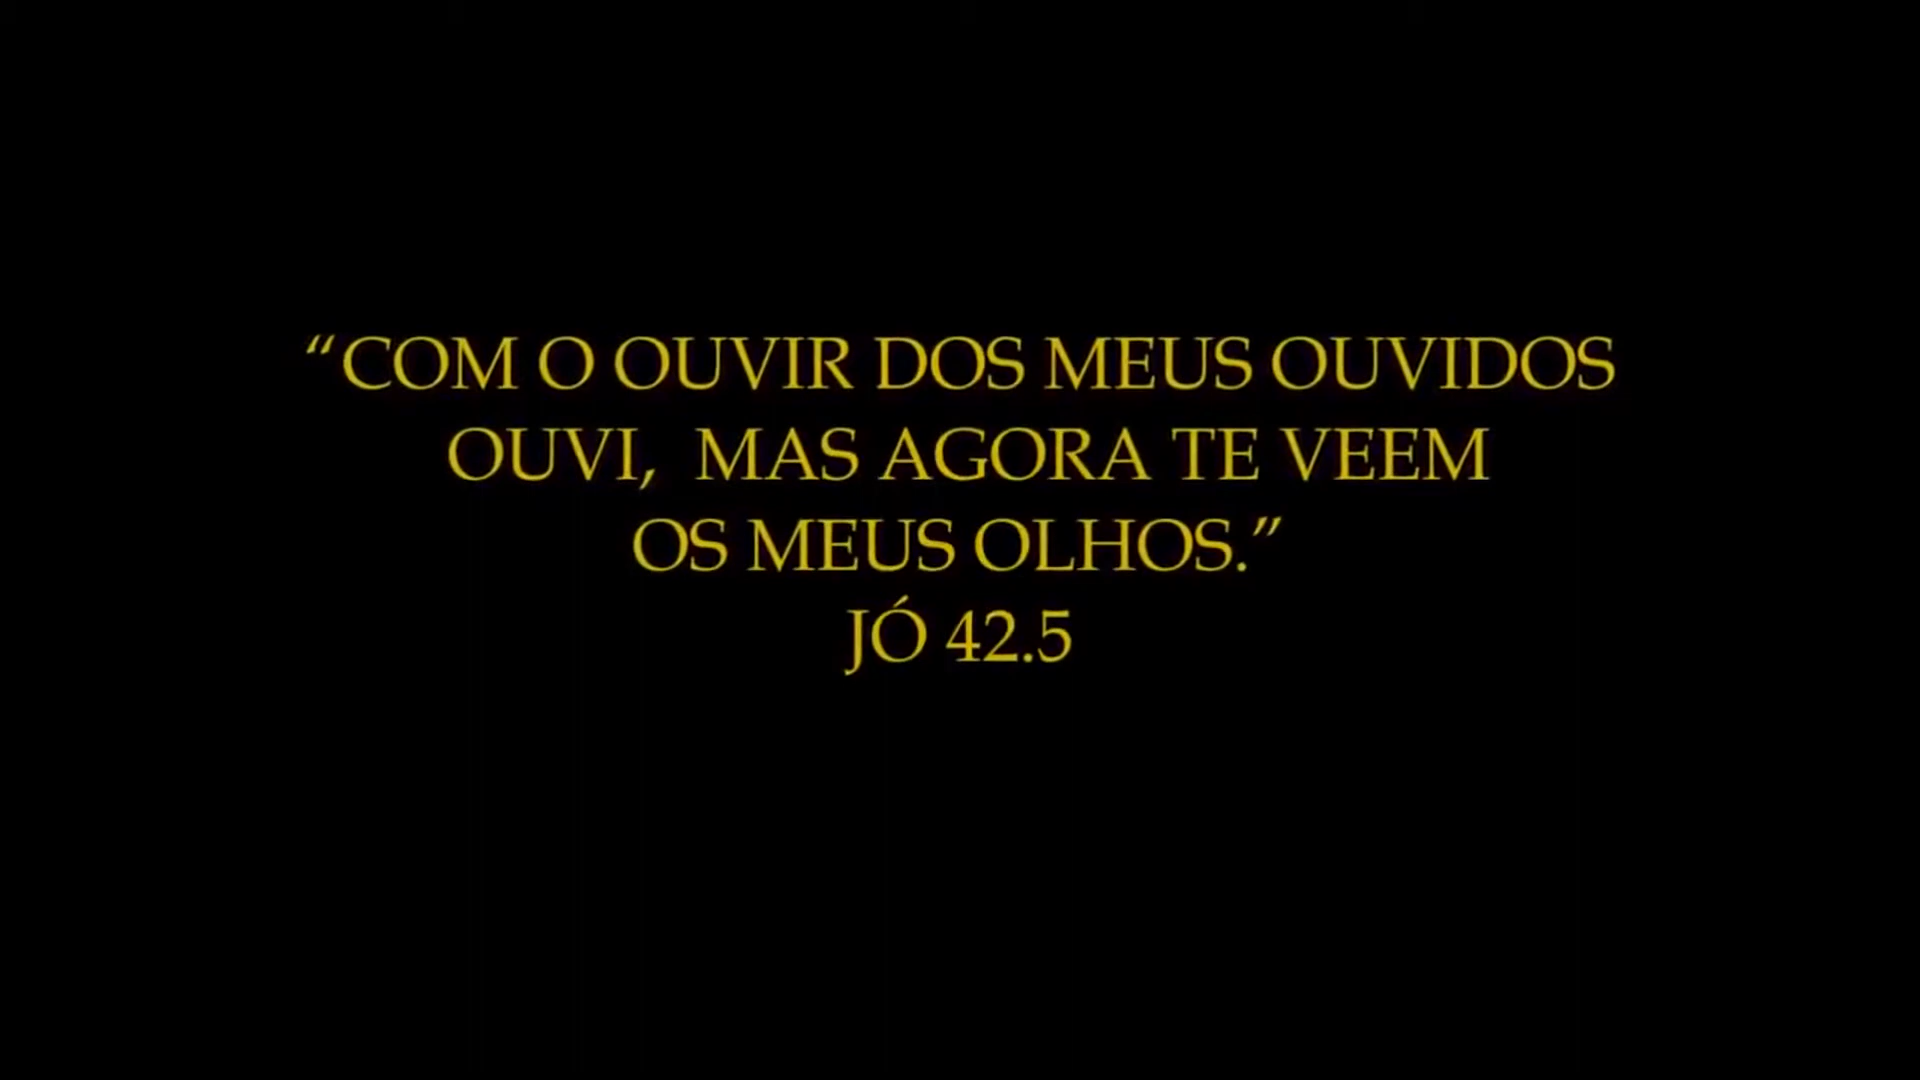 “COM O OUVIR DOS MEUS OUVIDOS
OUVI, MAS AGORA TE VEEM
OS MEUS OLHOS.”
JÓ 42.5